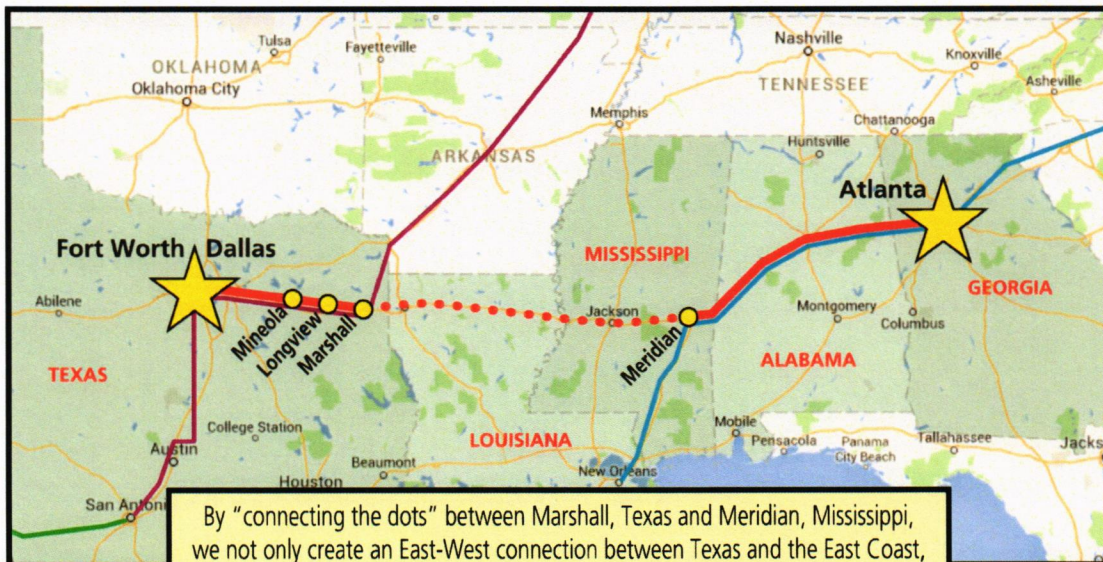 Tulsa
Fayetteville
Nashville
Knoxville
OKLAHOMA
Oklahoma City
TENNESSEE
Asheville
Memphis
Chattanooga
Huntsville
ARKANSAS
Atlanta
Fort Worth
Dallas
MISSISSIPPI
GEORGIA
Abilene
Mineola
Longview
Marshall
Jackson
Meridian
Montgomery
Columbus
TEXAS
ALABAMA
College Station
LOUISIANA
Mobile
Pensacola
Panama
City Beach
Tallahassee
Jacks
Austin
Beaumont
New Orleans
Houston
San Antoni
By “connecting the dots” between Marshall, Texas and Meridian, Mississippi,
we not only create an East-West connection between Texas and the East Coast,